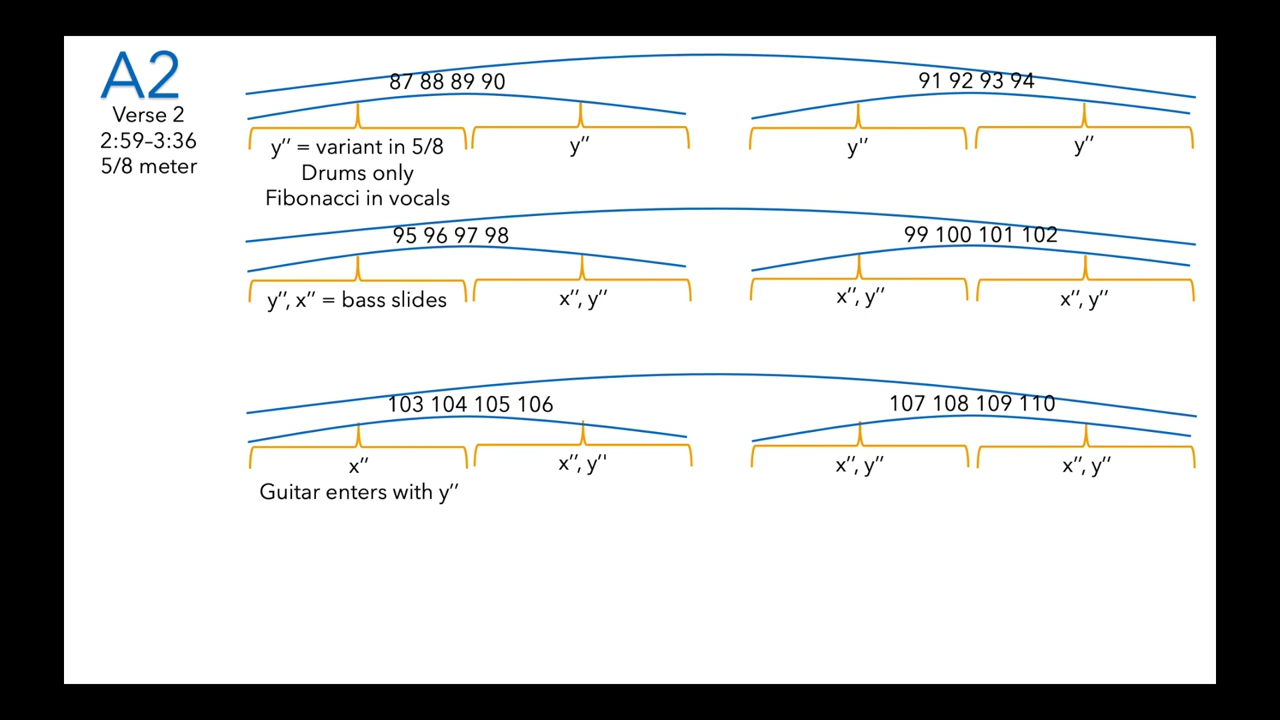 A2
Verse 2
2:59–3:36
5/8 meter
87 88 89 90
91 92 93 94
y’’ = variant in 5/8
Drums only
Fibonacci in vocals
y’’
y’’
y’’
95 96 97 98
99 100 101 102
y’’, x’’ = bass slides
x’’, y’’
x’’, y’’
x’’, y’’
103 104 105 106
107 108 109 110
x’’
Guitar enters with y’’
x’’, y’’
x’’, y’’
x’’, y’’